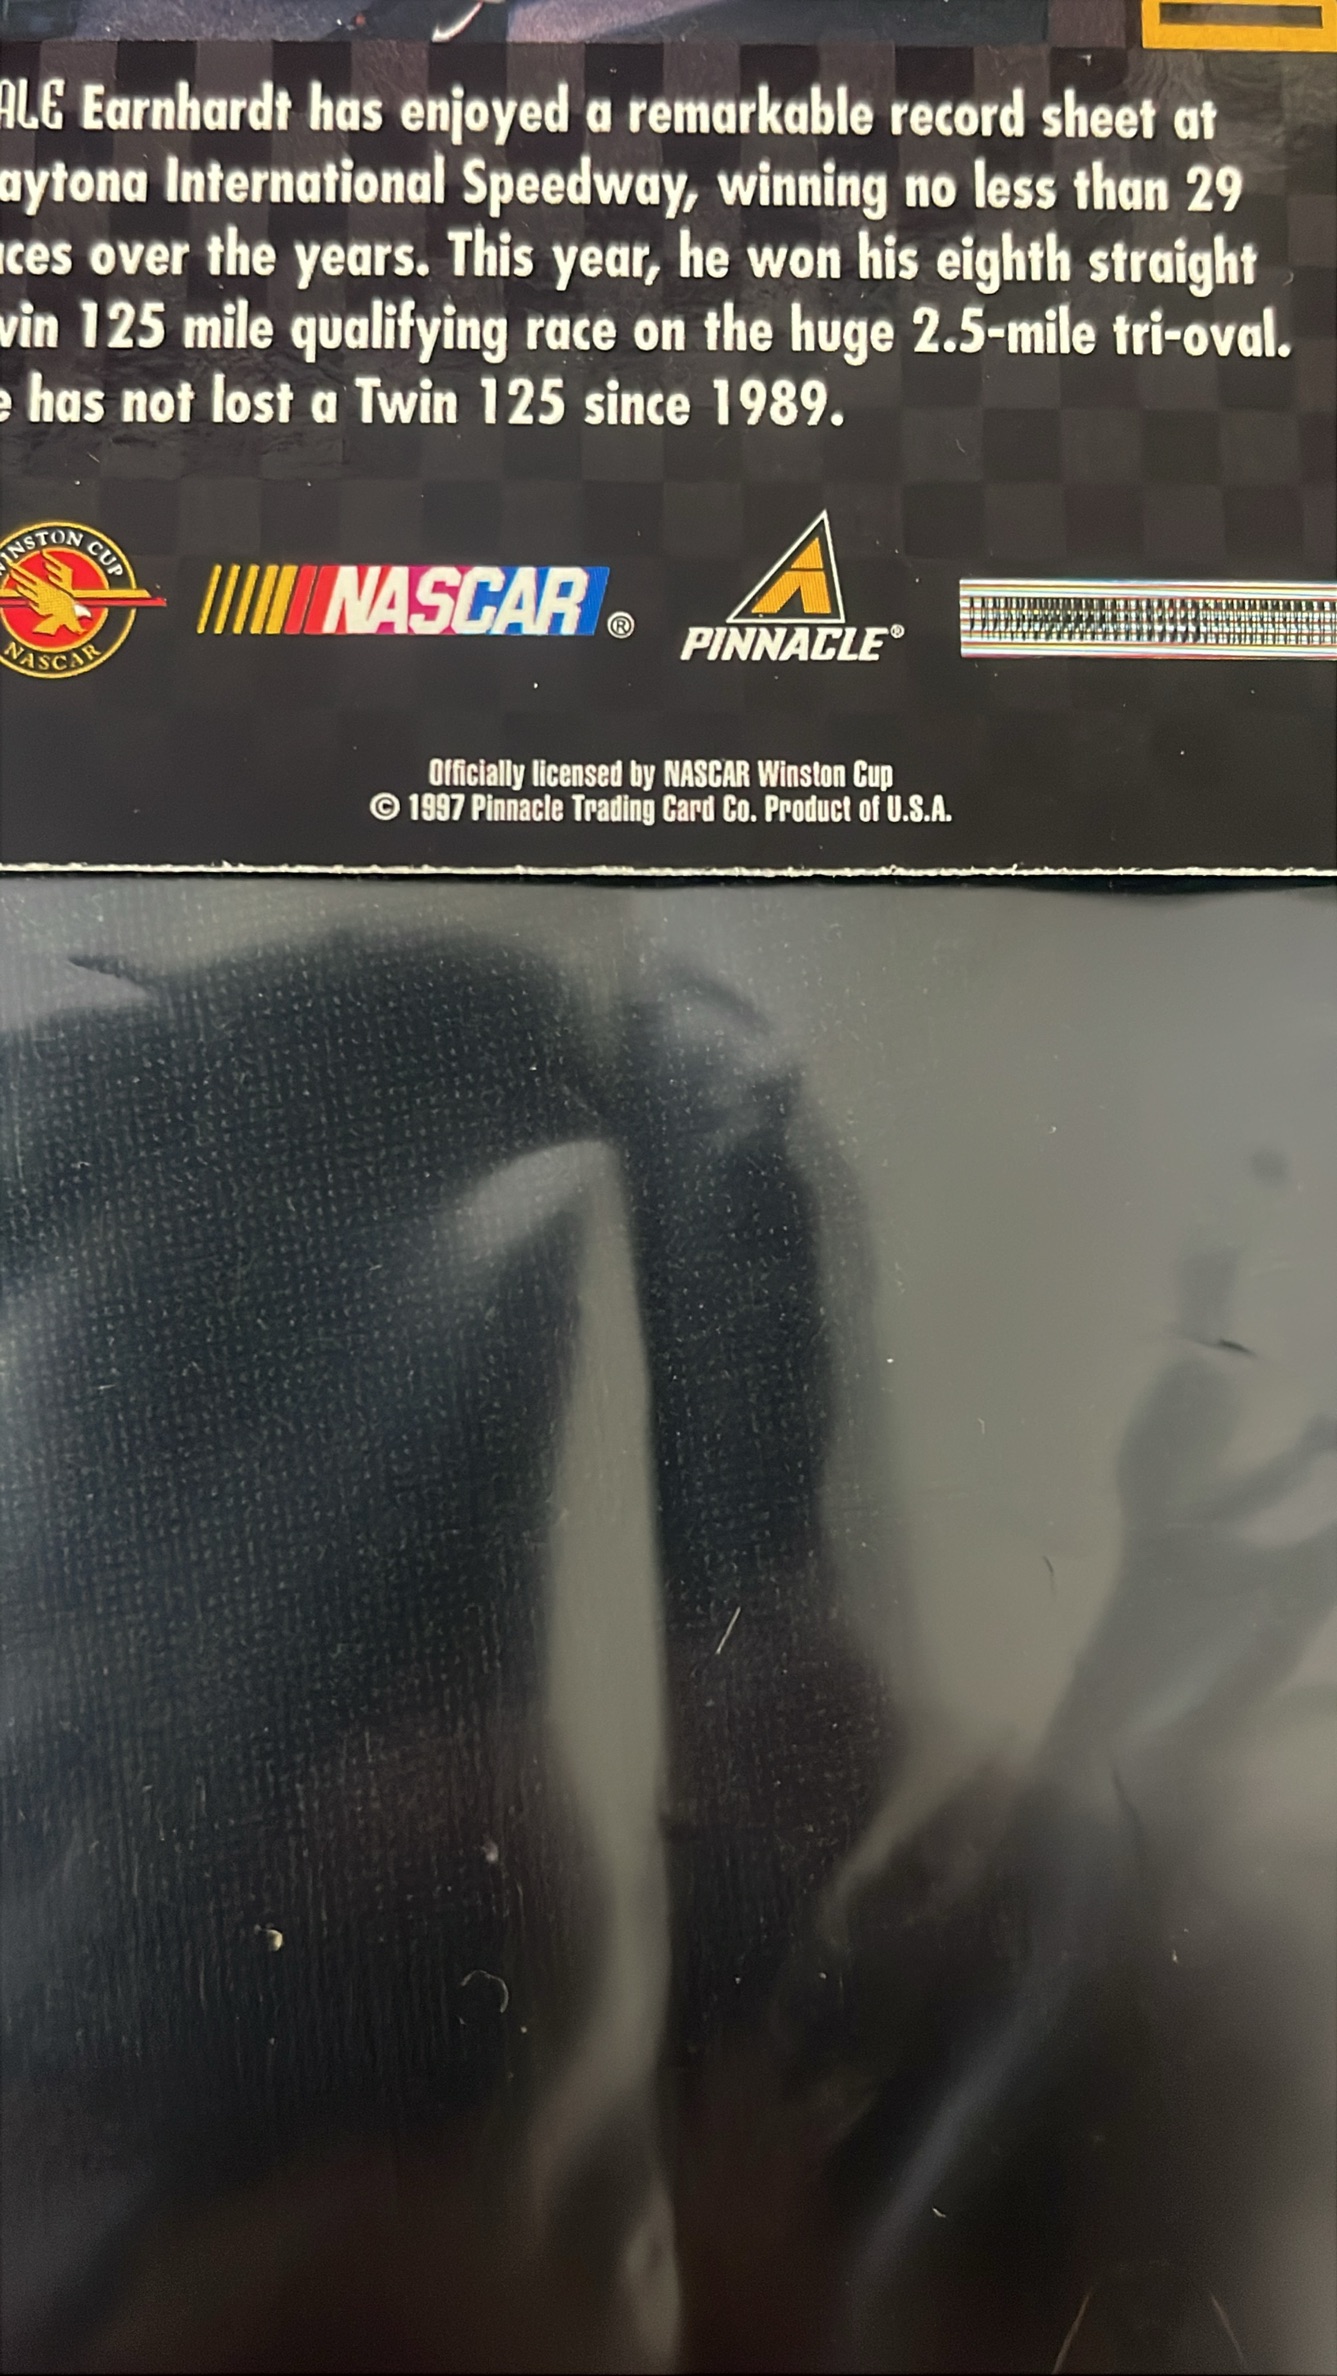 ALE Earnhardt has enjoyed a remarkable record sheet at
aytona International Speedway, winning no less than 29
ces over the years. This year, he won his eighth straight
win 125 mile qualifying race on the huge 2.5-mile tri-oval.
e has not lost a Twin 125 since 1989.
WINSTON CUP
NASCAR
NASCAR®
PINNACLE®
Officially licensed by NASCAR Winston Cup
© 1997 Pinnacle Trading Card Co. Product of U.S.A.